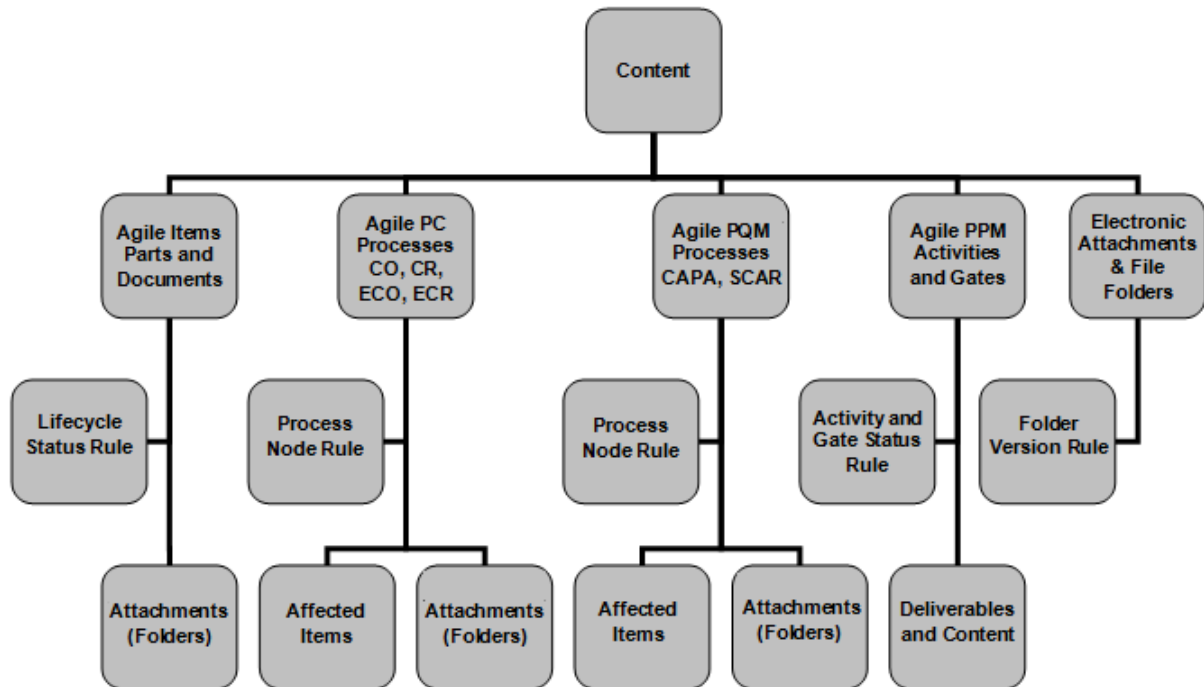 Content
Agile Items
Parts and
Documents
Agile PC
Processes
CO, CR,
ECO, ECR
Agile PQM
Processes
CAPA, SCAR
Agile PPM
Activities
and Gates
Electronic
Attachments
& File
Folders
Lifecycle
Status Rule
Process
Node Rule
Process
Node Rule
Activity and
Gate Status
Rule
Folder
Version Rule
Attachments
(Folders)
Affected
Items
Attachments
(Folders)
Affected
Items
Attachments
(Folders)
Deliverables
and Content